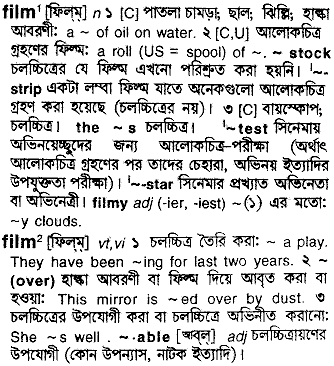 film¹ [ফিল্‌ম্] n ১ [C] পাতলা চামড়া; ছাল; ঝিল্লি; হাল্কা
আবরণী: a ~ of oil on water. ২ [C,U] আলোকচিত্র
গ্রহণের ফিল্ম: a roll (US = spool) of ~. ~ stock
চলচ্চিত্রের যে ফিল্ম এখনো পরিশ্রুত করা হয়নি। '~-
strip একটা লম্বা ফিল্ম যাতে অনেকগুলো আলোকচিত্র
গ্রহণ করা হয়েছে (চলচ্চিত্রের নয়)। ৩ [C] বায়স্কোপ;
চলচ্চিত্র। the ~ s চলচ্চিত্র। '~test সিনেমায়
অভিনয়েচ্ছুদের জন্য আলোকচিত্র-পরীক্ষা (অর্থাৎ
আলোকচিত্র গ্রহণের পর তাদের চেহারা, অভিনয় ইত্যাদির
উপযুক্ততা পরীক্ষা)। '~-star সিনেমার প্রখ্যাত অভিনেতা
বা অভিনেত্রী। filmy adj (-ier, -iest) ~(১) এর মতো:
~y clouds.
film² [ফিল্‌ম্] vt,vi ১ চলচ্চিত্র তৈরি করা: ~ a play.
They have been ~ing for last two years. ২ ~
(over) হাল্কা আবরণী বা ফিল্ম দিয়ে আবৃত করা বা
হওয়া: This mirror is ~ed over by dust. ৩
চলচ্চিত্রের উপযোগী করা বা চলচ্চিত্রে অভিনীত করানো:
She ~s well . ~.able [অ্যাব্‌ল্] adj চলচ্চিত্রায়ণের
উপযোগী (কোন উপন্যাস, নাটক ইত্যাদি)।